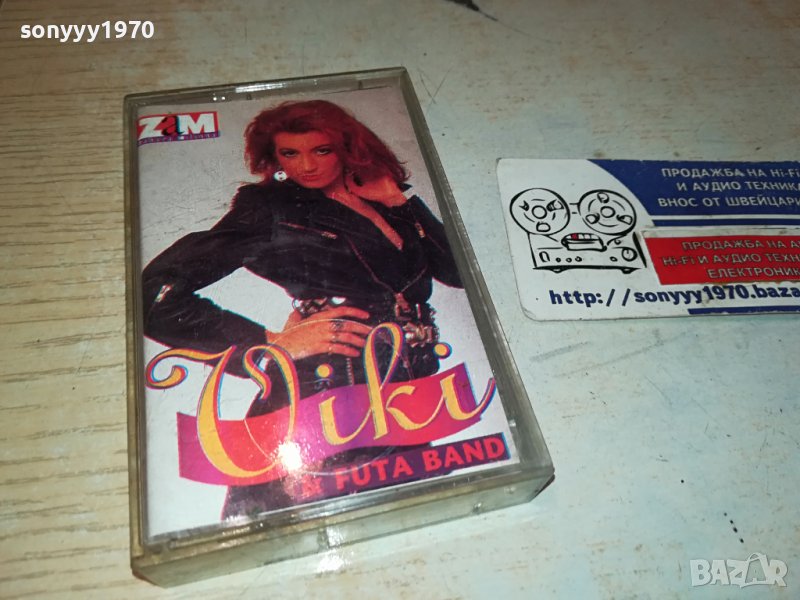 sonyyy1970
ZaM
Viki
& FUTA BAND
ПРОДАЖБА НА Hi-Fi
И АУДИО ТЕХНИКА
ВНОС ОТ ШВЕЙЦАРИ
ПРОДАЖБА НА А
Hi-Fi И АУДИО ТЕХН
ЕЛЕКТРОНИК
http://sonyyy1970.baza
BAZAR